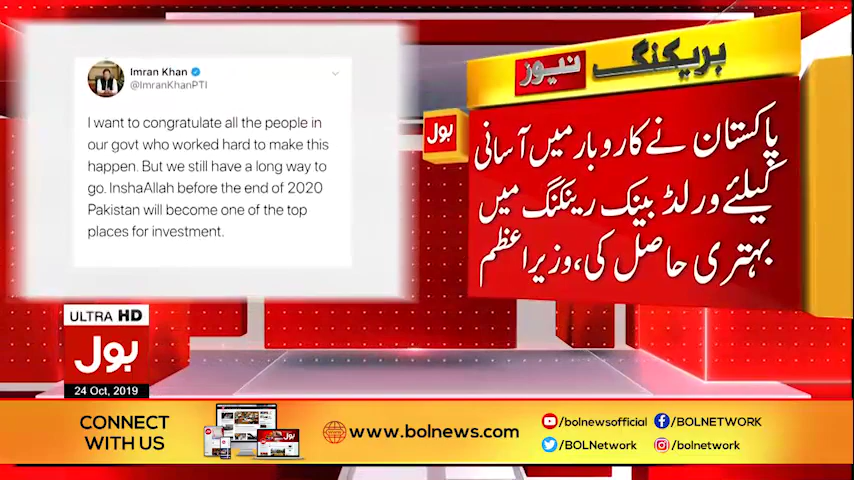 Imran Khan
@ImranKhanPTI
I want to congratulate all the people in
our govt who worked hard to make this
happen. But we still have a long way to
go. InshaAllah before the end of 2020
Pakistan will become one of the top
places for investment.
بریکنگ نیوز
بول
پاکستان نے کاروبار میں آسانی
کیلئے ورلڈ بینک رینکنگ میں
بہتری حاصل کی، وزیراعظم
ULTRA HD
بول
24 Oct, 2019
CONNECT
WITH US
www.bolnews.com
/bolnewsofficial
/BOLNETWORK
/BOLNetwork
/bolnetwork